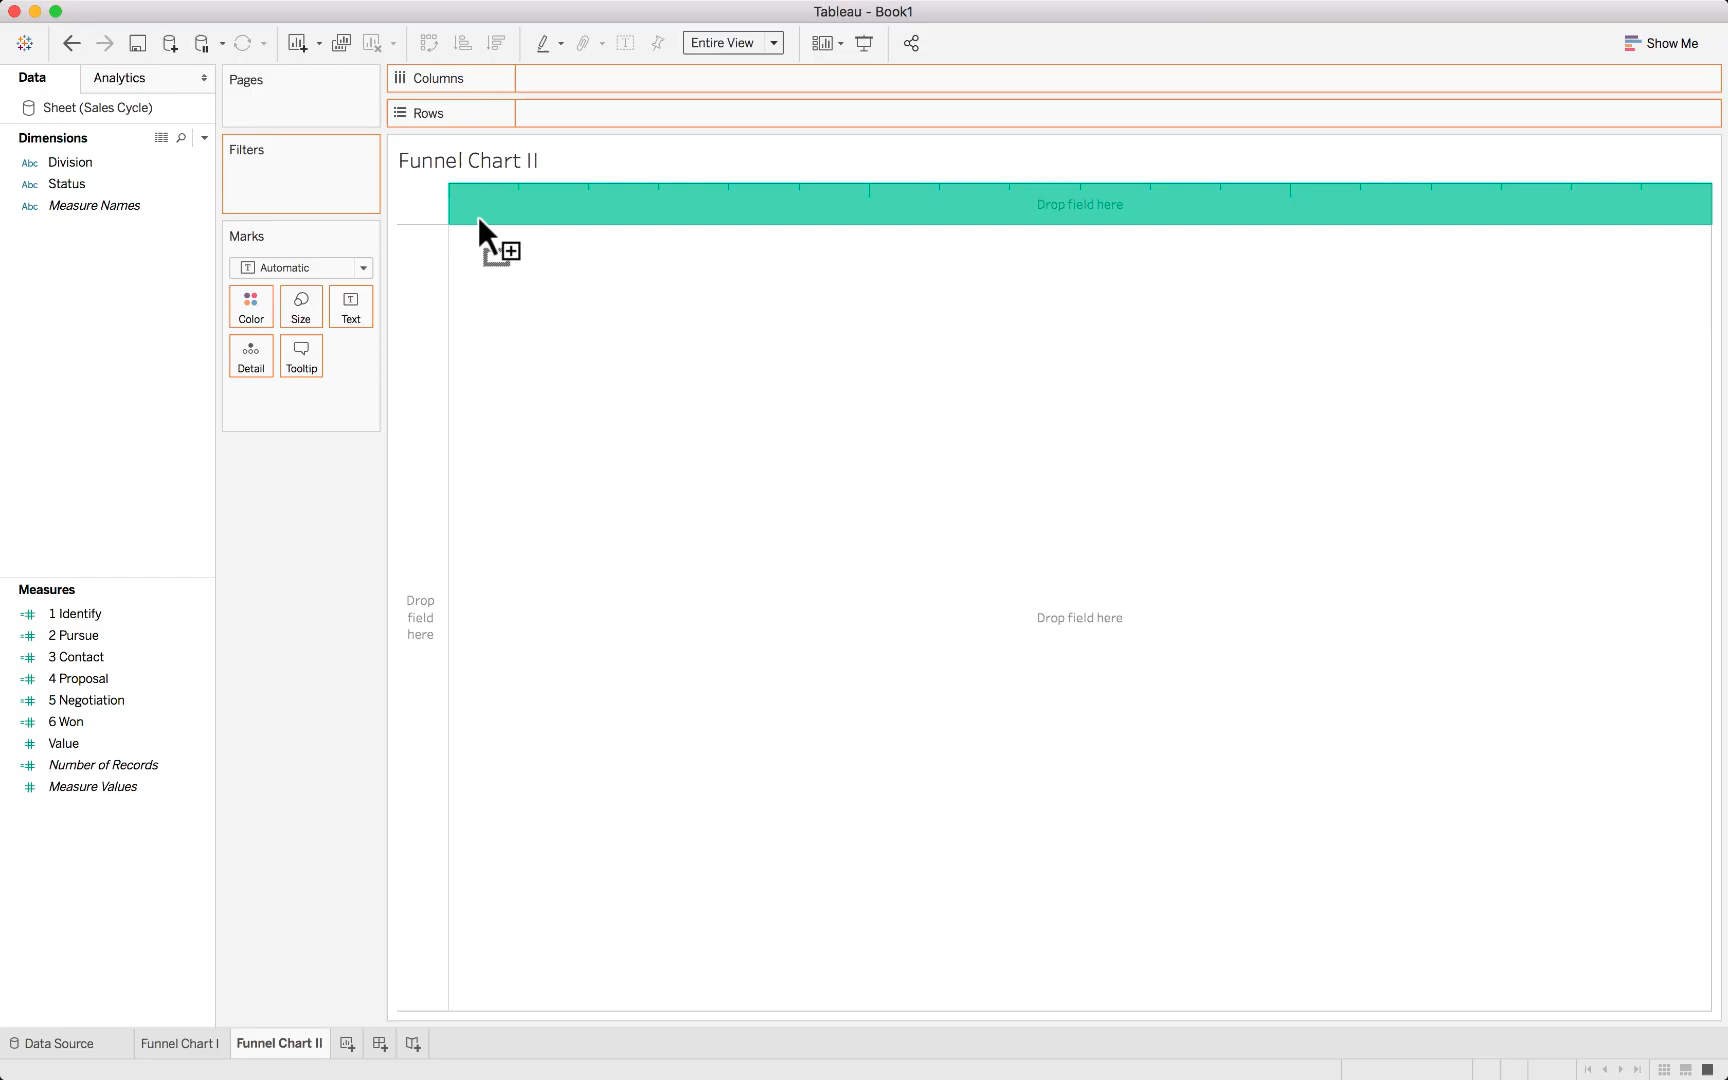 Tableau - Book1
Entire View
Show Me
Data
Analytics
Sheet (Sales Cycle)
Dimensions
Abc Division
Abc Status
Abc Measure Names
Measures
1 Identify
2 Pursue
3 Contact
4 Proposal
5 Negotiation
6 Won
Value
Number of Records
Measure Values
Pages
Filters
Marks
T Automatic
Color
Size
T
Text
Detail
Tooltip
Columns
Rows
Funnel Chart II
Drop field here
Drop
field
here
Drop field here
Data Source
Funnel Chart I
Funnel Chart II